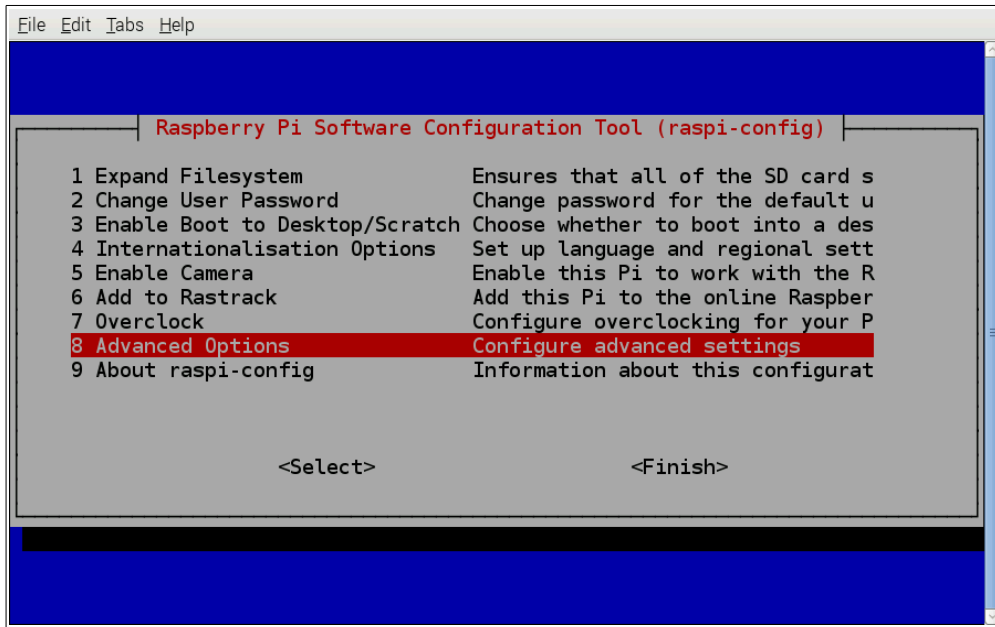 File Edit Tabs Help
Raspberry Pi Software Configuration Tool (raspi-config)
1 Expand Filesystem Ensures that all of the SD card s
2 Change User Password Change password for the default u
3 Enable Boot to Desktop/Scratch Choose whether to boot into a des
4 Internationalisation Options Set up language and regional sett
5 Enable Camera Enable this Pi to work with the R
6 Add to Rastrack Add this Pi to the online Raspber
7 Overclock Configure overclocking for your P
8 Advanced Options Configure advanced settings
9 About raspi-config Information about this configurat
<Select> <Finish>